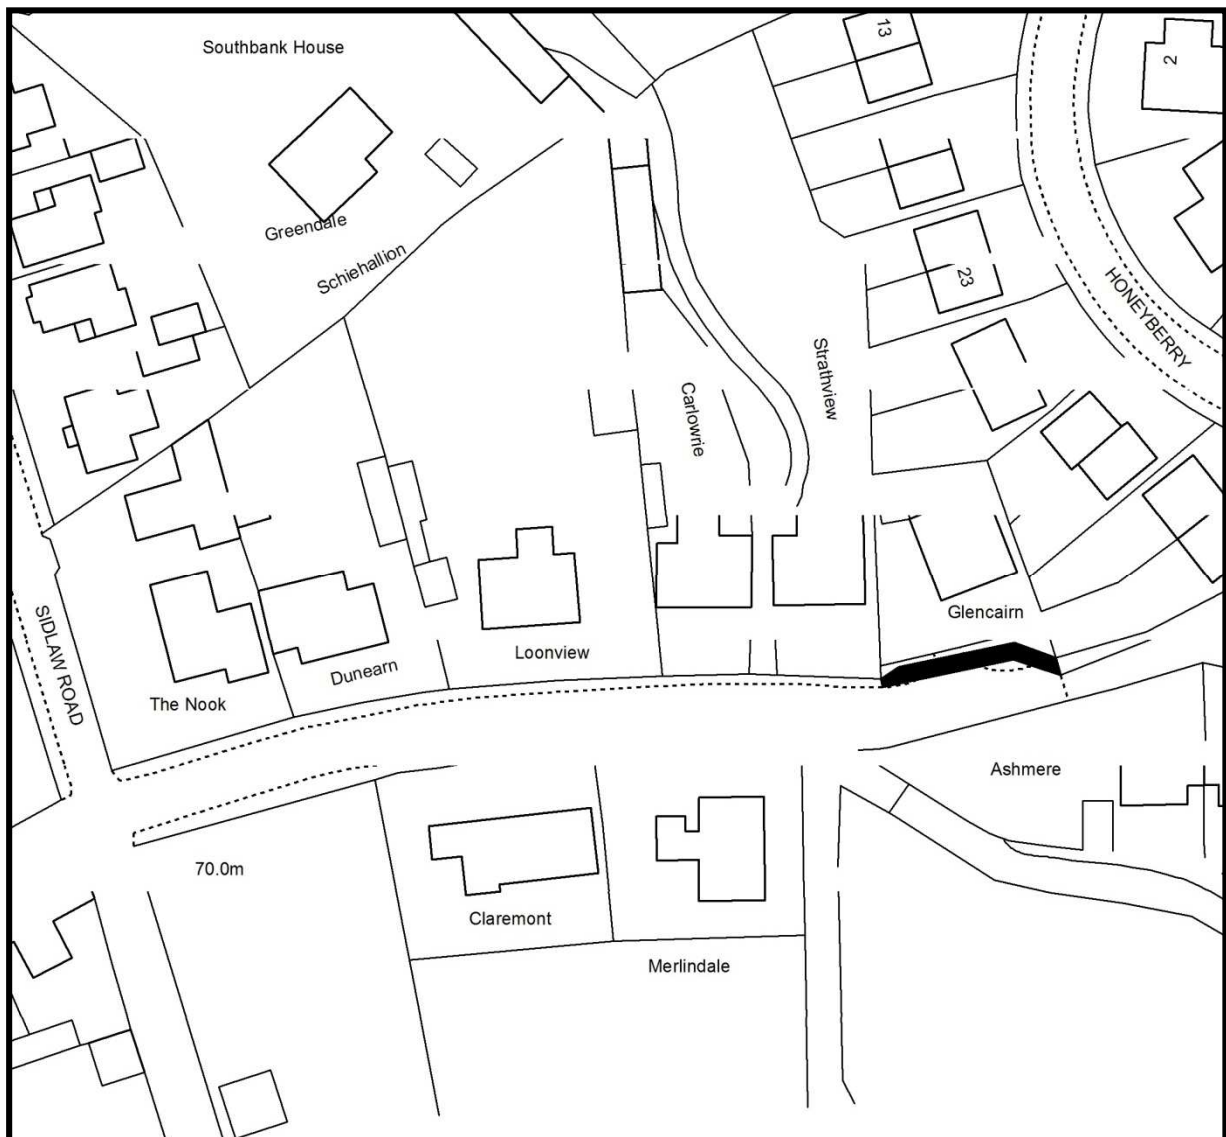 Southbank House
13
2
Greendale
Schiehallion
23
HONEYBERRY
Strathview
Carlowrie
Glencairn
SIDLAW ROAD
Loonview
Dunearn
The Nook
Ashmere
70.0m
Claremont
Merlindale